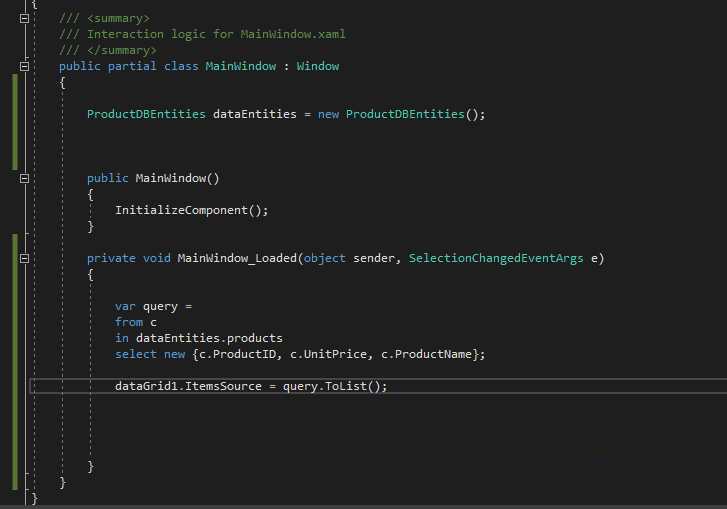 {
/// <summary>
/// Interaction logic for MainWindow.xaml
/// </summary>
public partial class MainWindow : Window
{
ProductDBEntities dataEntities = new ProductDBEntities();
public MainWindow()
{
InitializeComponent();
}
private void MainWindow_Loaded(object sender, SelectionChangedEventArgs e)
{
var query =
from c
in dataEntities.products
select new {c.ProductID, c.UnitPrice, c.ProductName};
dataGrid1.ItemsSource = query.ToList();
}
}
}